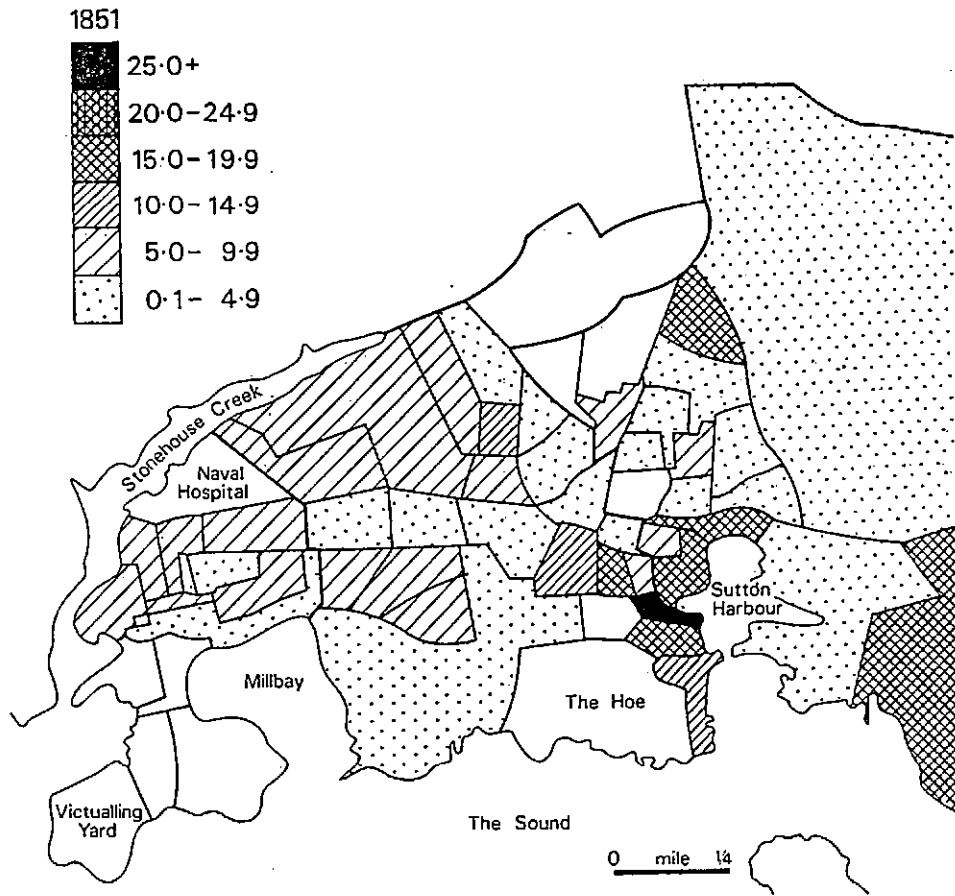 1851
25·0+
20·0–24·9
15·0–19·9
10·0–14·9
5·0– 9·9
0·1– 4·9
Stonehouse Creek
Naval
Hospital
Sutton
Harbour
Millbay
The Hoe
Victualling
Yard
The Sound
0 mile 1/4